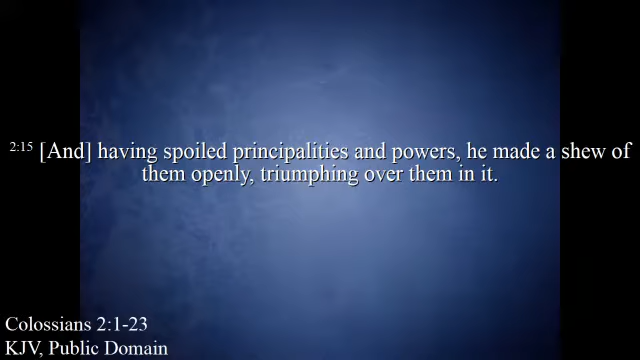 2:15 [And] having spoiled principalities and powers, he made a shew of
them openly, triumphing over them in it.
Colossians 2:1-23
KJV, Public Domain